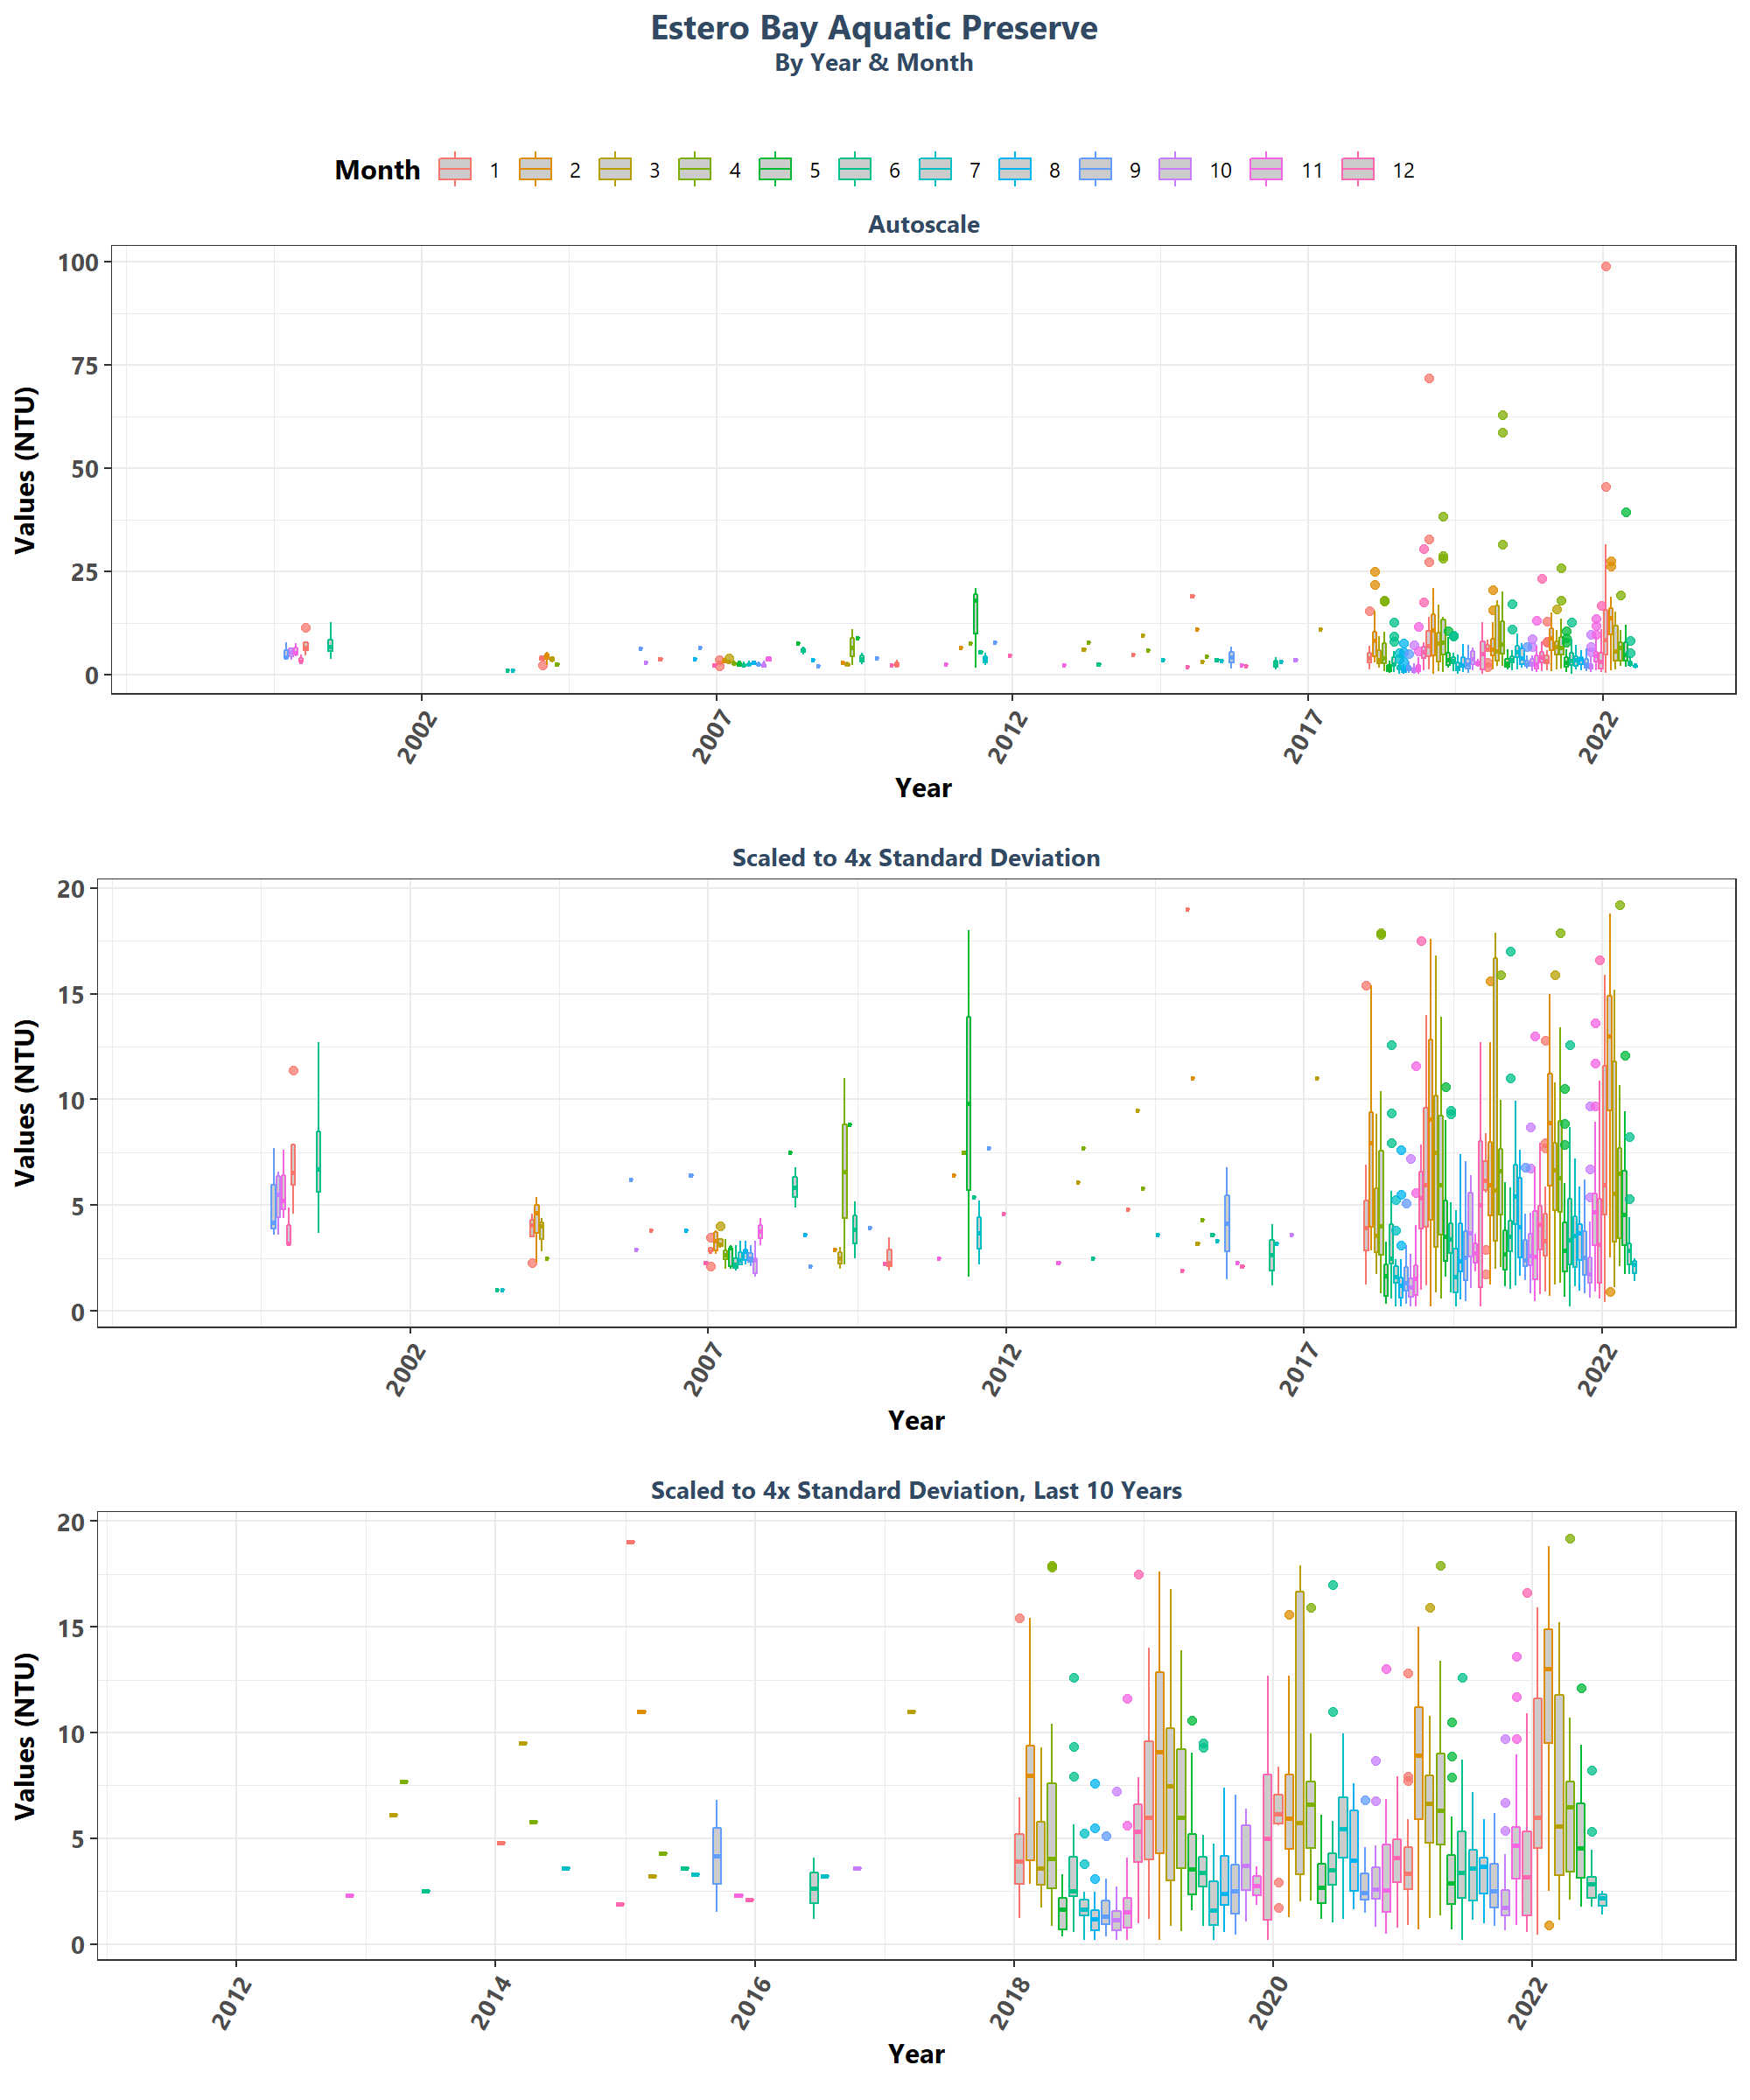 Estero Bay Aquatic Preserve
By Year & Month
Month 1 2 3 4 5 6 7 8 9 10 11 12
Autoscale
100
75
50
25
0
Values (NTU)
2002 2007 2012 2017 2022
Year
Scaled to 4x Standard Deviation
20
15
10
5
0
Values (NTU)
2002 2007 2012 2017 2022
Year
Scaled to 4x Standard Deviation, Last 10 Years
20
15
10
5
0
Values (NTU)
2012 2014 2016 2018 2020 2022
Year